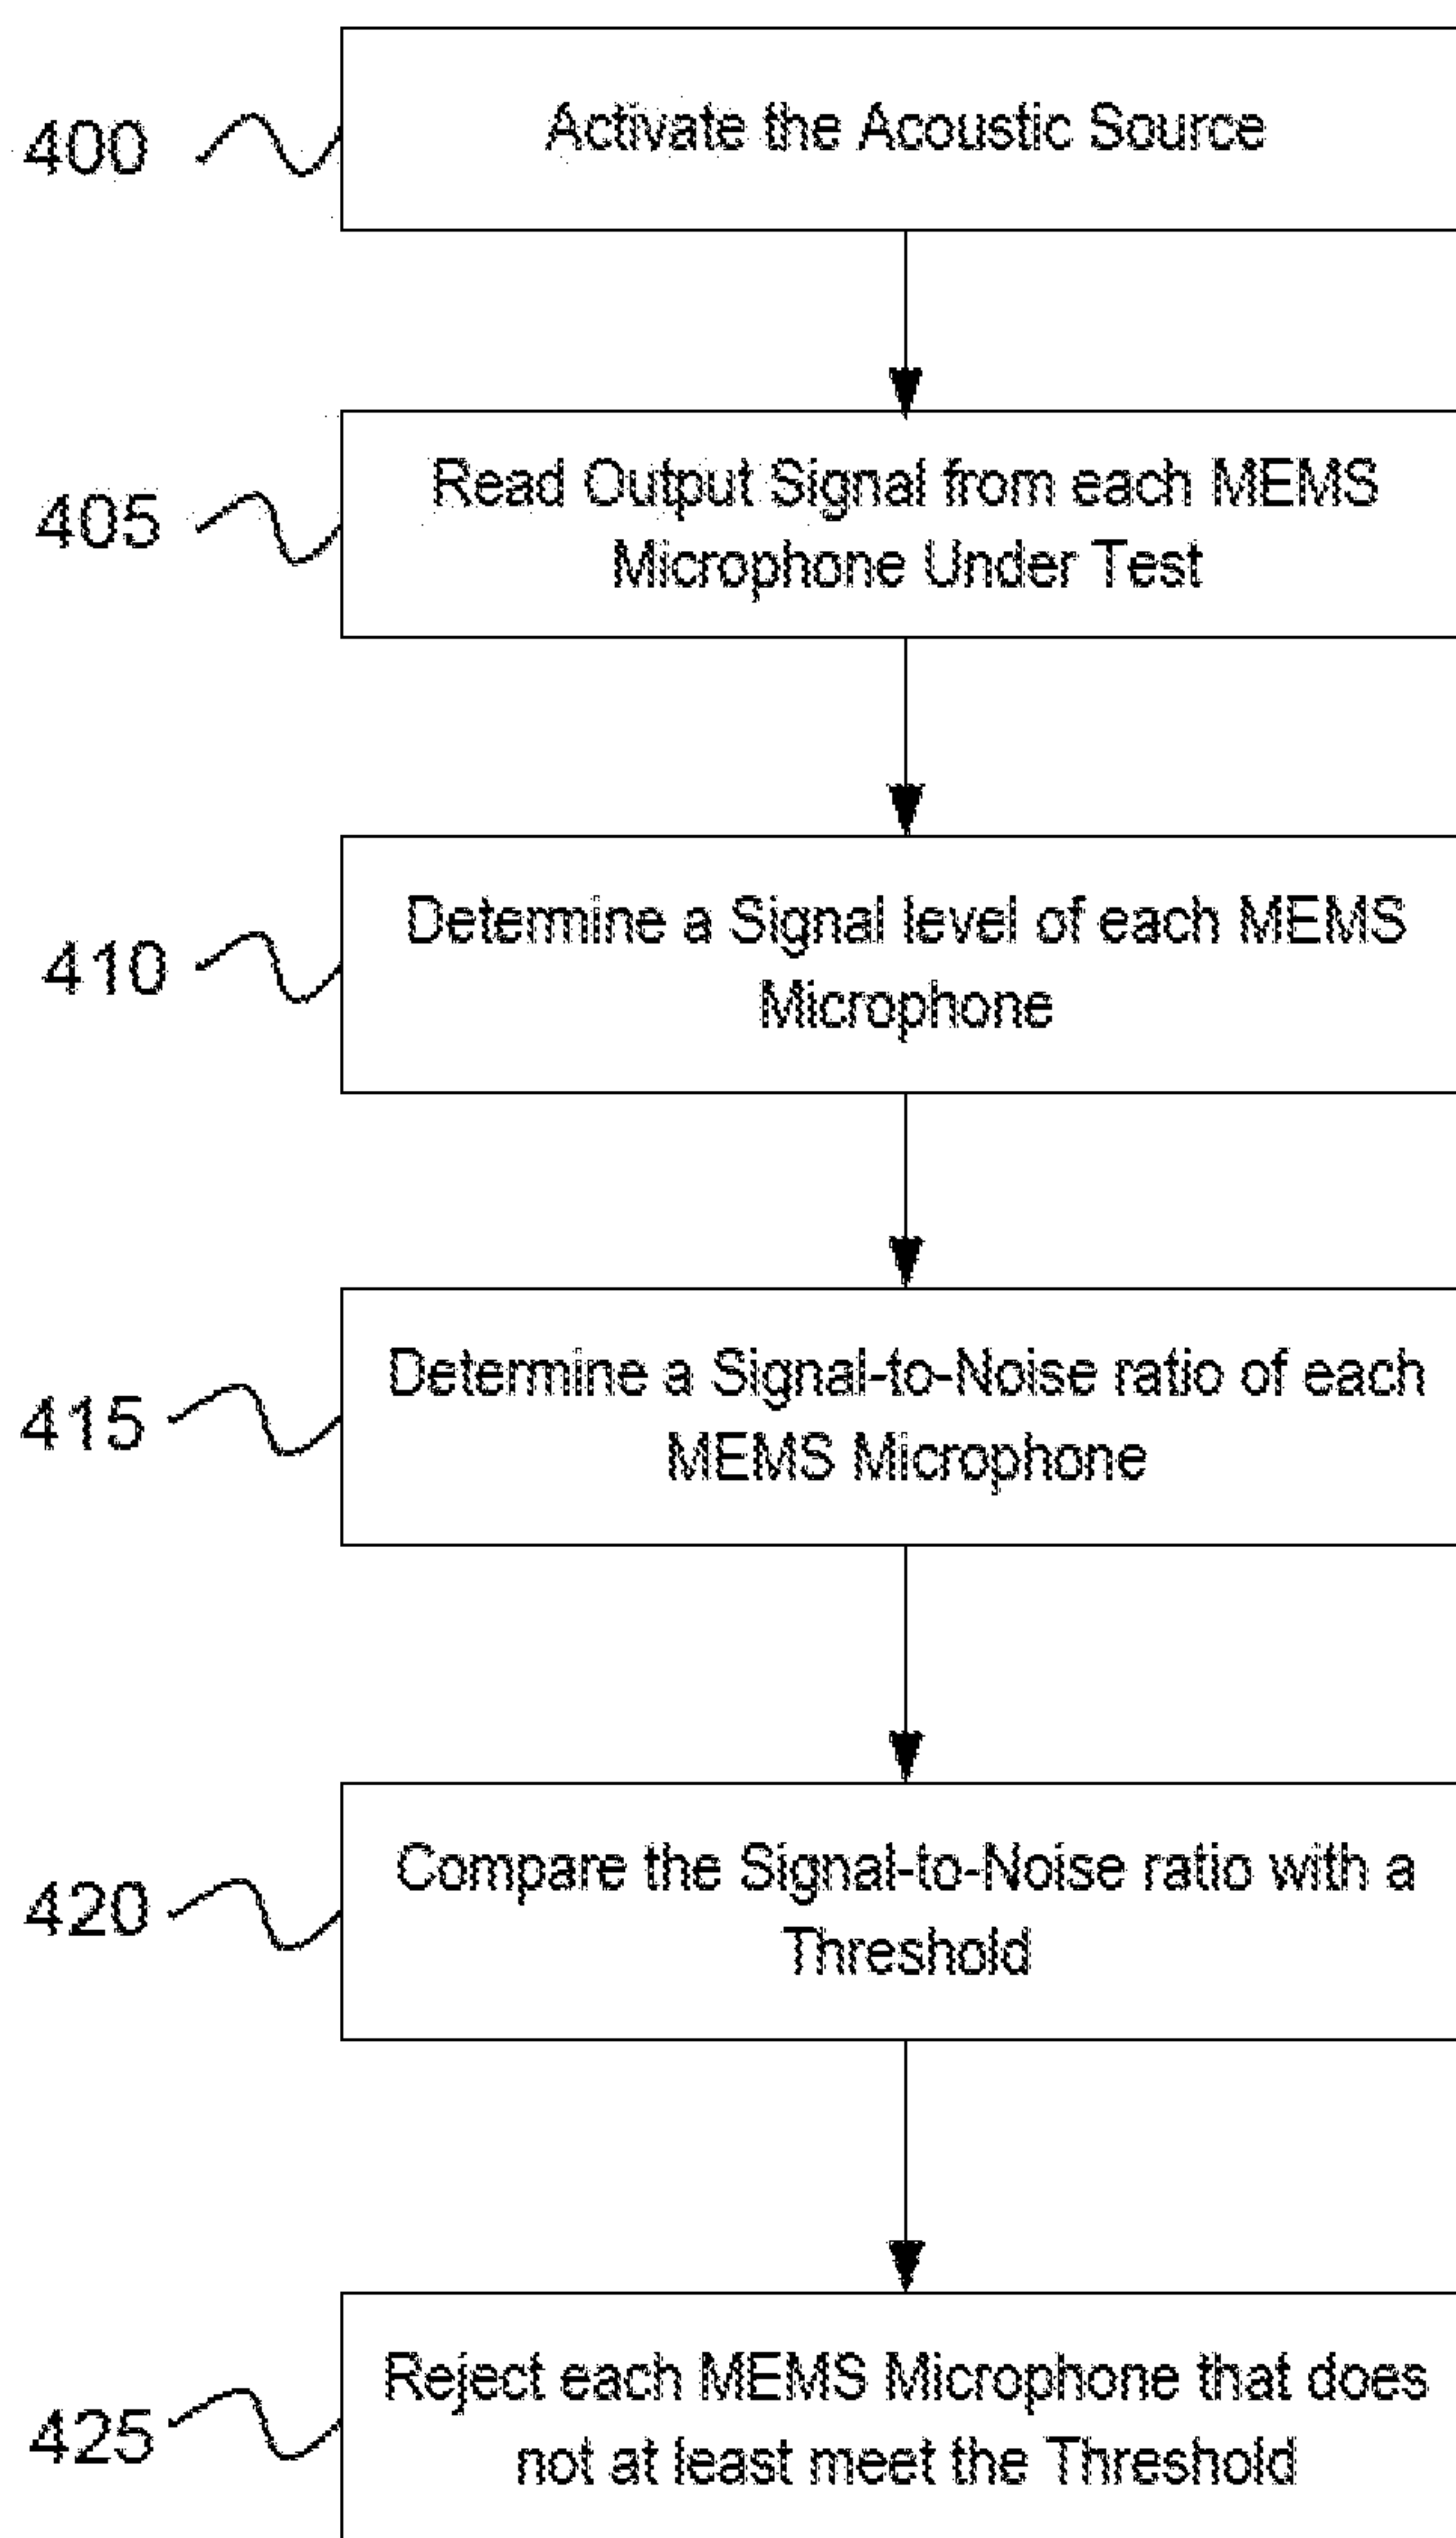 400
Activate the Acoustic Source
405
Read Output Signal from each MEMS
Microphone Under Test
410
Determine a Signal level of each MEMS
Microphone
415
Determine a Signal-to-Noise ratio of each
MEMS Microphone
420
Compare the Signal-to-Noise ratio with a
Threshold
425
Reject each MEMS Microphone that does
not at least meet the Threshold